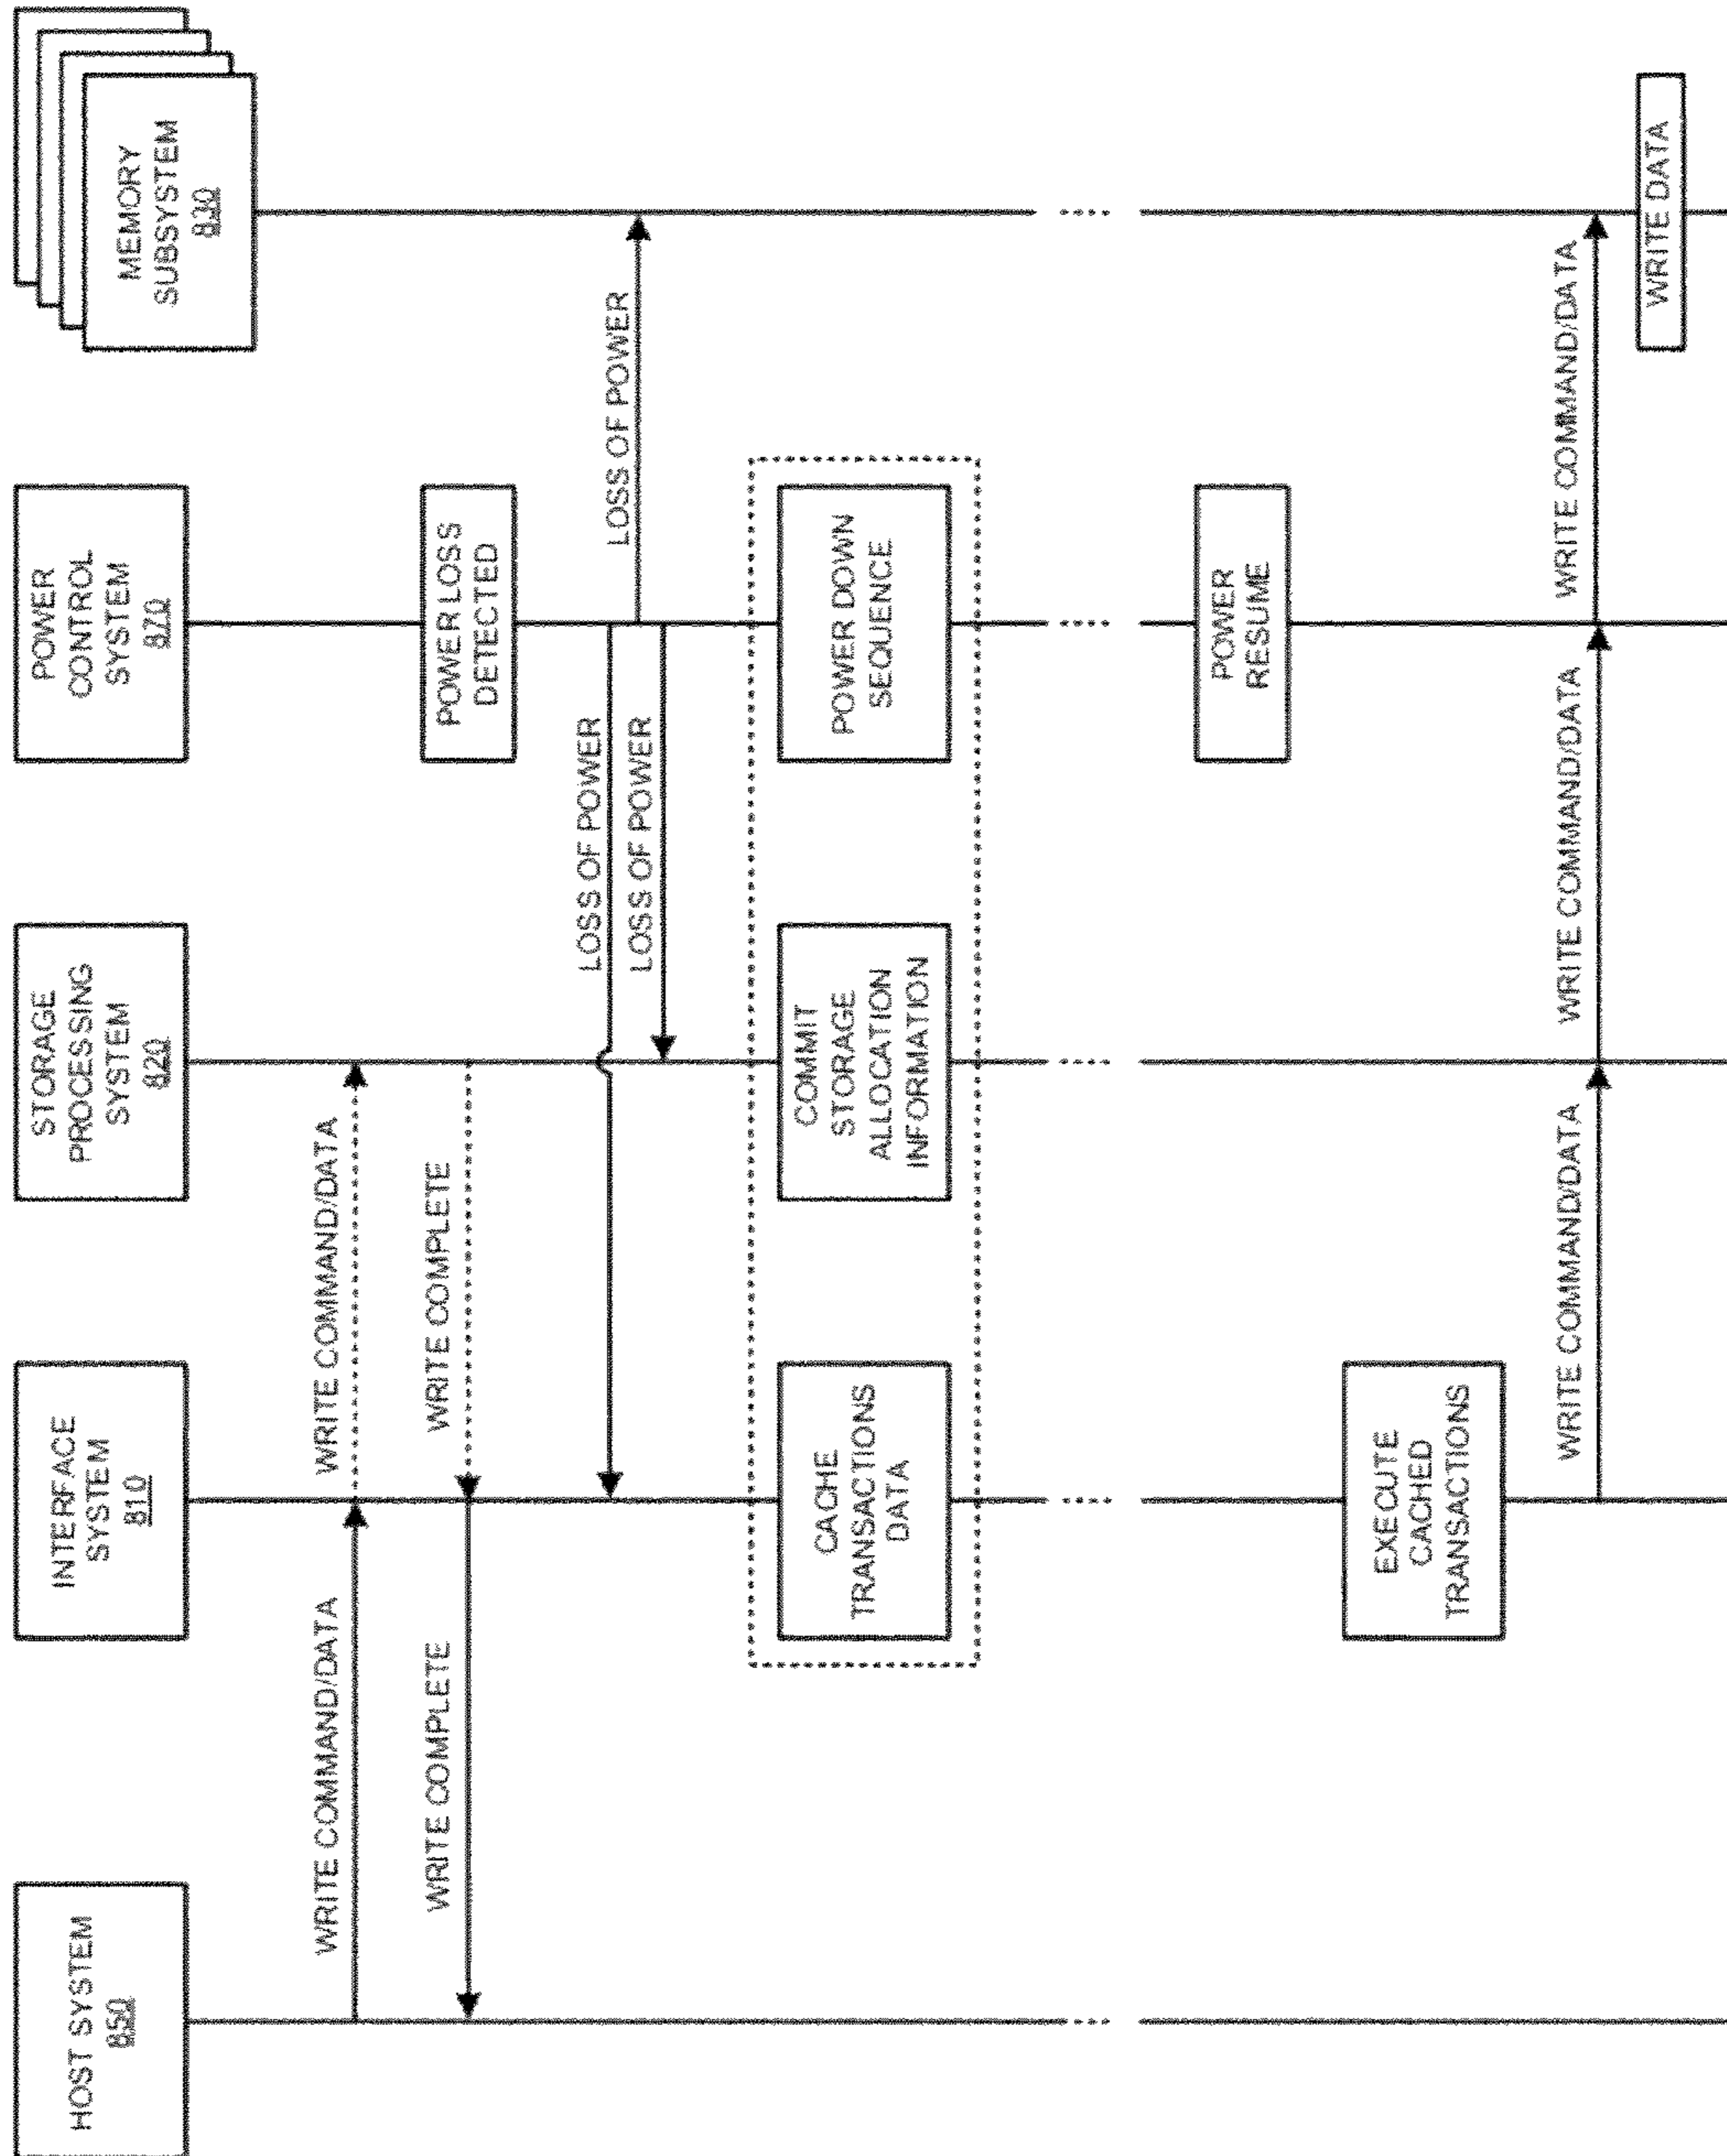 HOST SYSTEM
850
INTERFACE
SYSTEM
810
STORAGE
PROCESSING
SYSTEM
820
POWER
CONTROL
SYSTEM
870
MEMORY
SUBSYSTEM
830
WRITE COMMAND/DATA
WRITE COMMAND/DATA
WRITE COMPLETE
WRITE COMPLETE
POWER LOSS
DETECTED
LOSS OF POWER
LOSS OF POWER
LOSS OF POWER
CACHE
TRANSACTIONS
DATA
COMMIT
STORAGE
ALLOCATION
INFORMATION
POWER DOWN
SEQUENCE
POWER
RESUME
EXECUTE
CACHED
TRANSACTIONS
WRITE COMMAND/DATA
WRITE COMMAND/DATA
WRITE COMMAND/DATA
WRITE DATA